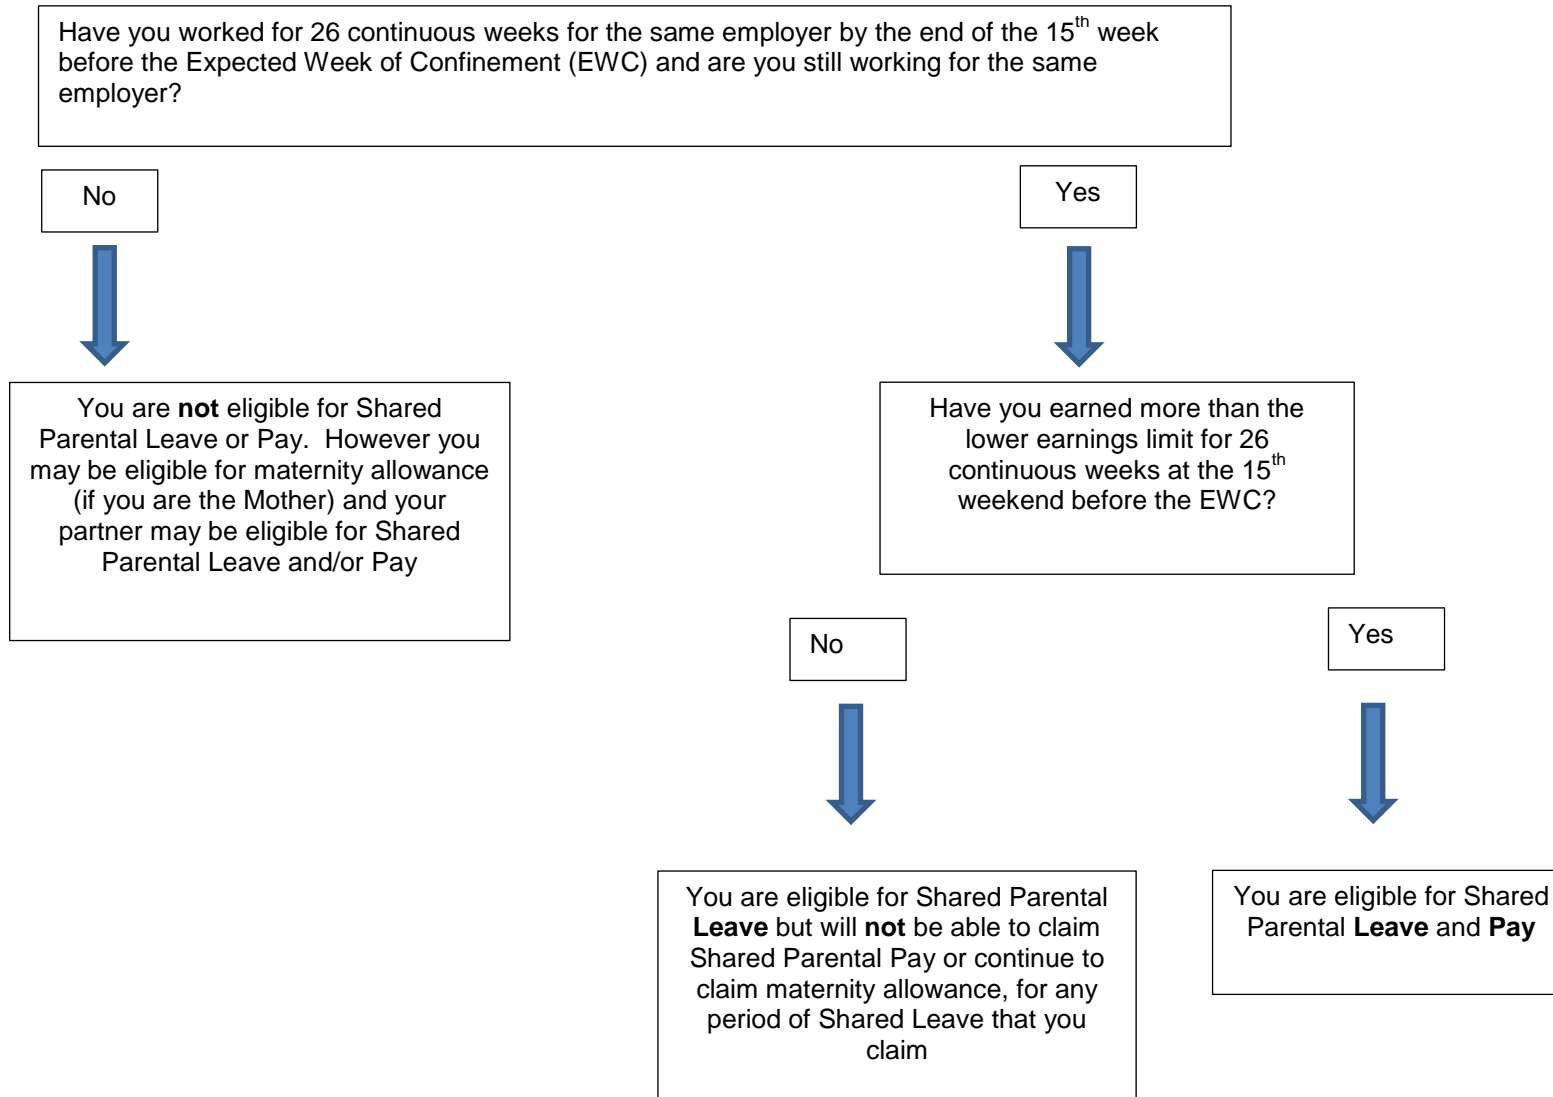 Have you worked for 26 continuous weeks for the same employer by the end of the 15th week
before the Expected Week of Confinement (EWC) and are you still working for the same
employer?
No
Yes
You are not eligible for Shared
Parental Leave or Pay.  However you
may be eligible for maternity allowance
(if you are the Mother) and your
partner may be eligible for Shared
Parental Leave and/or Pay
Have you earned more than the
lower earnings limit for 26
continuous weeks at the 15th
weekend before the EWC?
No
Yes
You are eligible for Shared Parental
Leave but will not be able to claim
Shared Parental Pay or continue to
claim maternity allowance, for any
period of Shared Leave that you
claim
You are eligible for Shared
Parental Leave and Pay